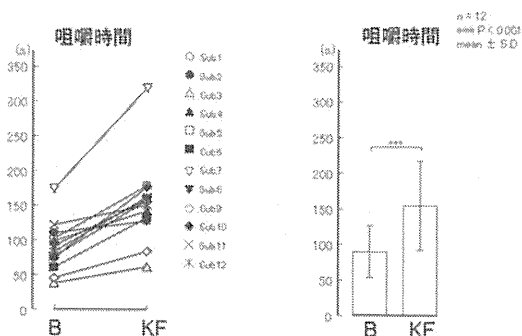 咀嚼時間
(s)
350
300
250
200
150
100
50
0
B KF
Sub1
Sub2
Sub3
Sub4
Sub5
Sub6
Sub7
Sub8
Sub9
Sub10
Sub11
Sub12
n=12
*** P<0.001
mean ± S.D
咀嚼時間
(s)
350
300
250
200
150
100
50
0
***
B KF